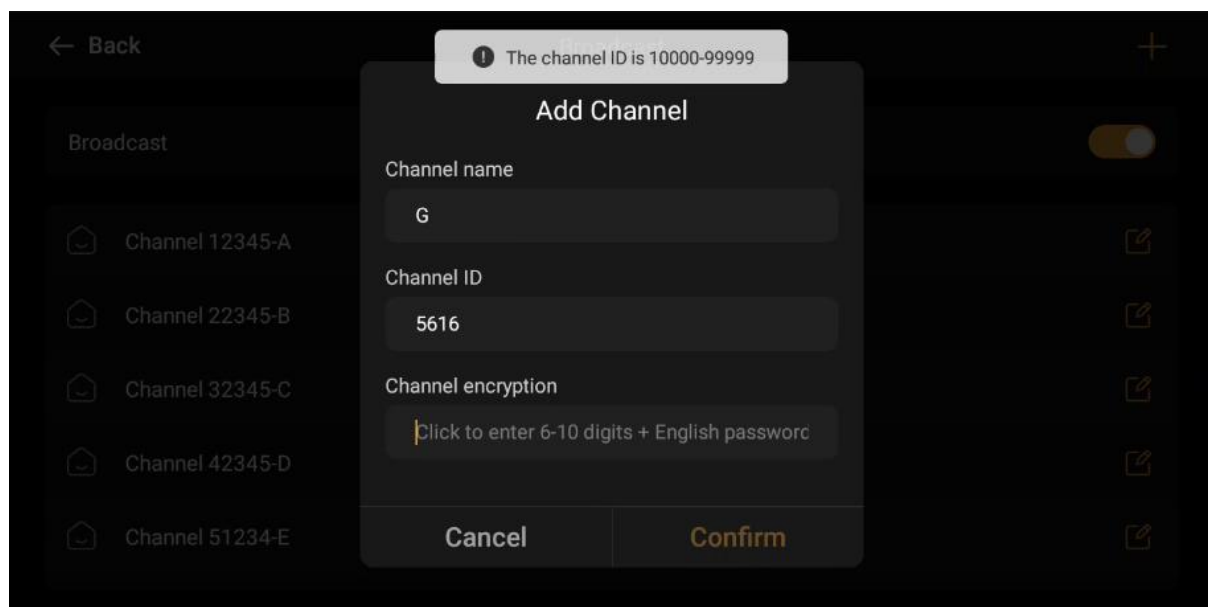 Back
The channel ID is 10000-99999
Add Channel
Broadcast
Channel name
G
Channel 12345-A
Channel ID
Channel 22345-B
5616
Channel encryption
Channel 32345-C
Click to enter 6-10 digits + English password
Channel 42345-D
Cancel
Confirm
Channel 51234-E